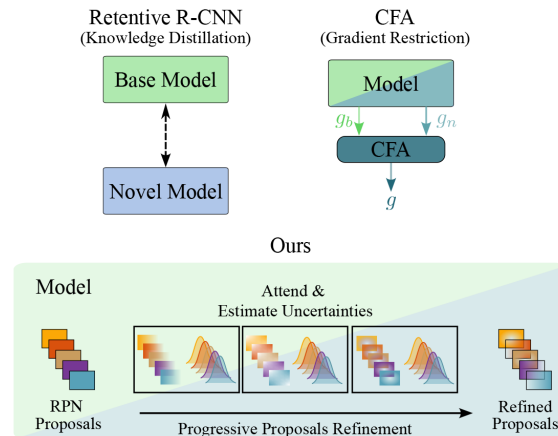 Retentive R-CNN
(Knowledge Distillation)
Base Model
Novel Model
CFA
(Gradient Restriction)
Model
g_b
g_n
CFA
g
Ours
Model
Attend &
Estimate Uncertainties
RPN
Proposals
Progressive Proposals Refinement
Refined
Proposals